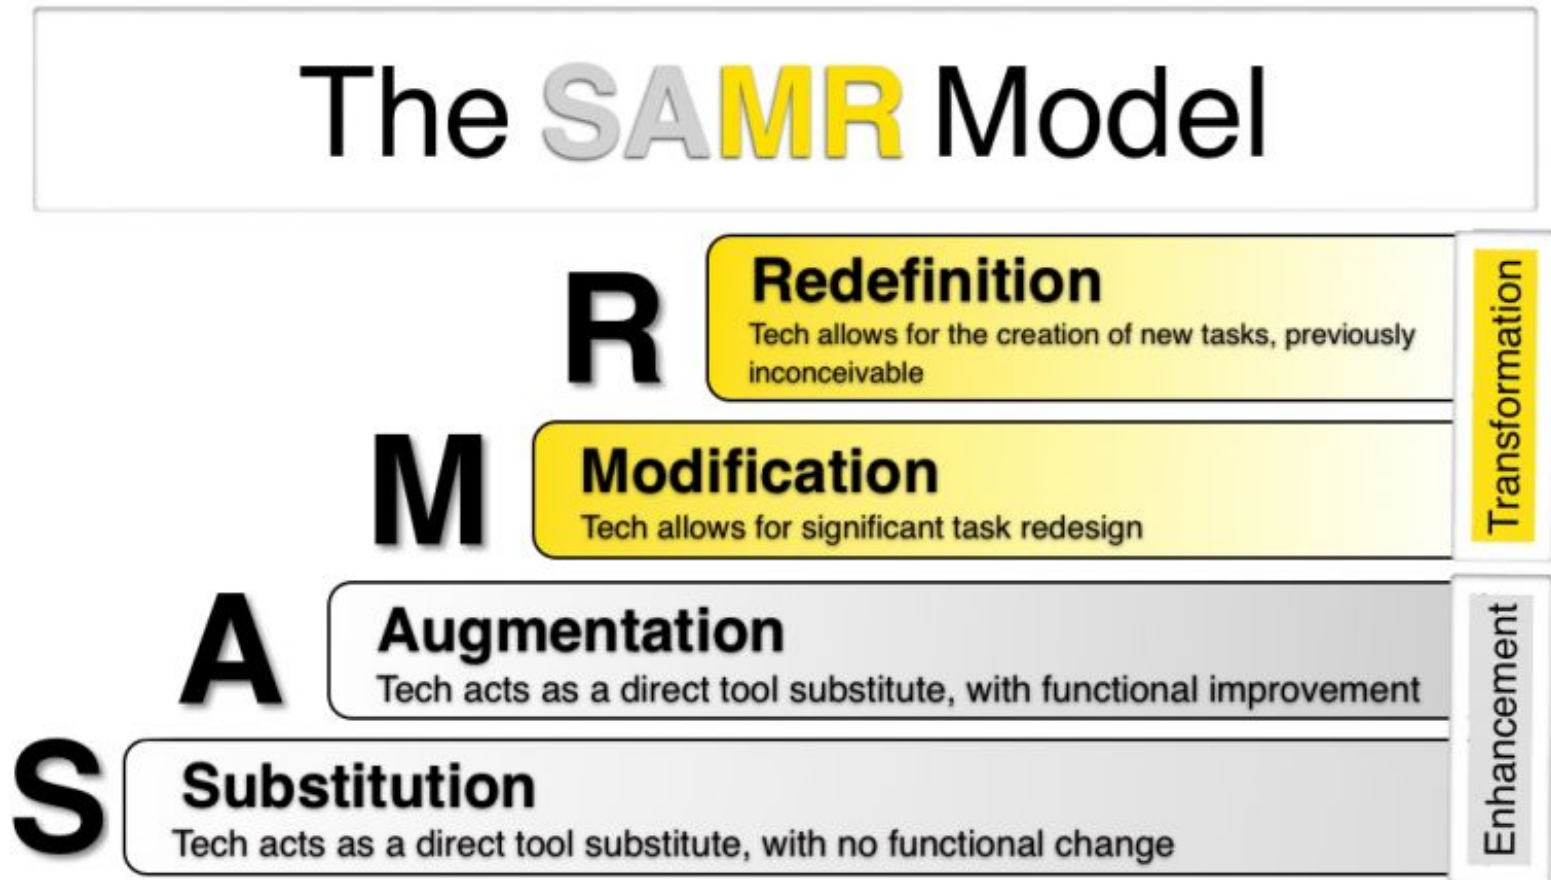 The SAMR Model
R
Redefinition
Tech allows for the creation of new tasks, previously
inconceivable
Transformation
M
Modification
Tech allows for significant task redesign
A
Augmentation
Tech acts as a direct tool substitute, with functional improvement
Enhancement
S
Substitution
Tech acts as a direct tool substitute, with no functional change